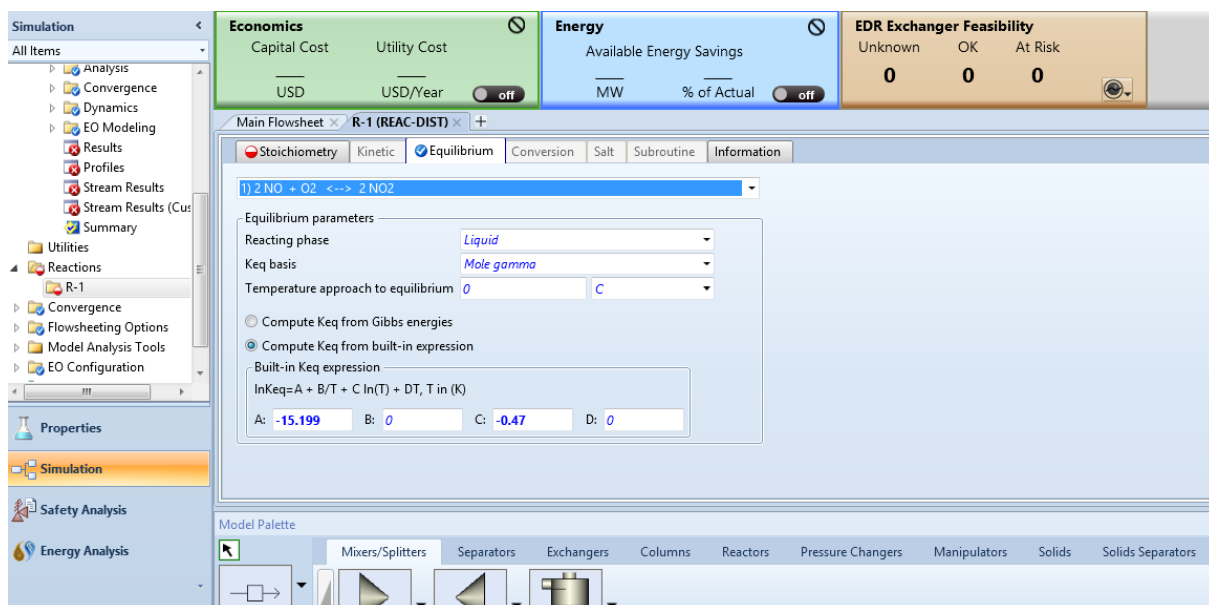 Simulation <
All Items
Analysis
Convergence
Dynamics
EO Modeling
Results
Profiles
Stream Results
Stream Results (Cus
Summary
Utilities
Reactions
R-1
Convergence
Flowsheeting Options
Model Analysis Tools
EO Configuration
Properties
Simulation
Safety Analysis
Energy Analysis
Economics
Capital Cost Utility Cost
USD USD/Year off
Energy
Available Energy Savings
MW % of Actual off
EDR Exchanger Feasibility
Unknown OK At Risk
0 0 0
Main Flowsheet × R-1 (REAC-DIST) × +
Stoichiometry Kinetic Equilibrium Conversion Salt Subroutine Information
1) 2 NO + O2 <--> 2 NO2
Equilibrium parameters
Reacting phase Liquid
Keq basis Mole gamma
Temperature approach to equilibrium 0 C
Compute Keq from Gibbs energies
Compute Keq from built-in expression
Built-in Keq expression
lnKeq=A + B/T + C ln(T) + DT, T in (K)
A: -15.199 B: 0 C: -0.47 D: 0
Model Palette
Mixers/Splitters Separators Exchangers Columns Reactors Pressure Changers Manipulators Solids Solids Separators